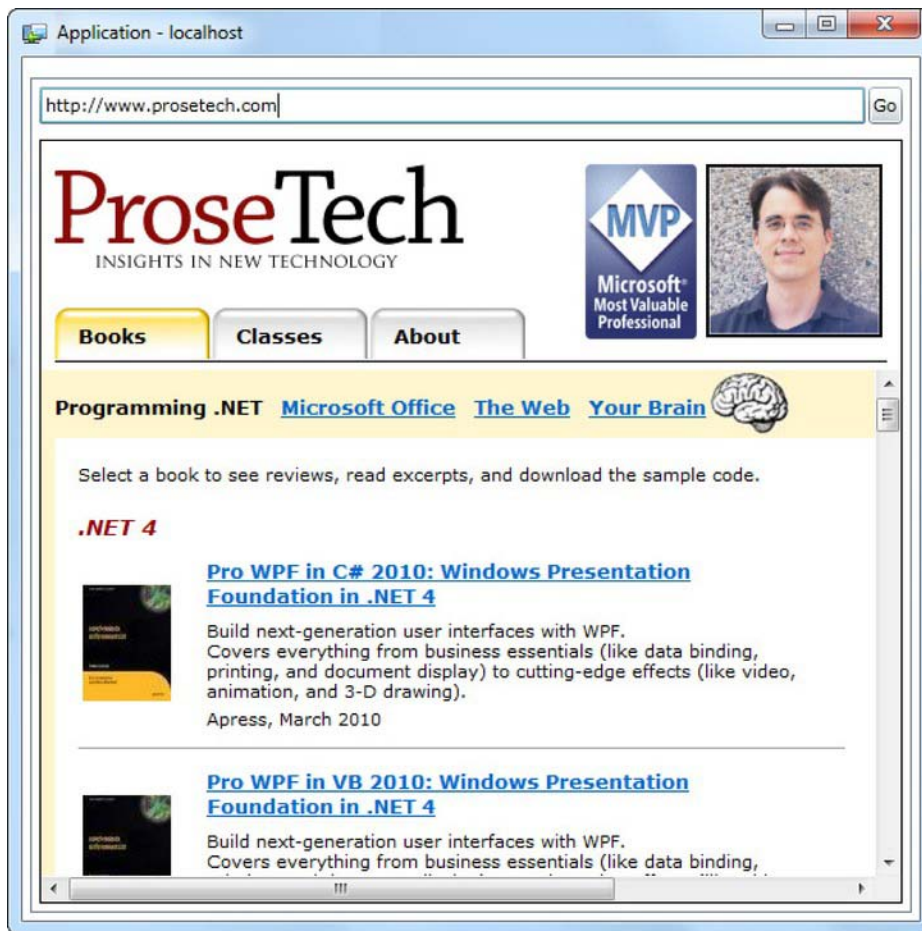 Application - localhost
http://www.prosetech.com
Go
ProseTech
INSIGHTS IN NEW TECHNOLOGY
MVP
Microsoft®
Most Valuable
Professional
Books
Classes
About
Programming .NET Microsoft Office The Web Your Brain
Select a book to see reviews, read excerpts, and download the sample code.
.NET 4
Pro WPF in C# 2010: Windows Presentation
Foundation in .NET 4
Build next-generation user interfaces with WPF.
Covers everything from business essentials (like data binding,
printing, and document display) to cutting-edge effects (like video,
animation, and 3-D drawing).
Apress, March 2010
Pro WPF in VB 2010: Windows Presentation
Foundation in .NET 4
Build next-generation user interfaces with WPF.
Covers everything from business essentials (like data binding,